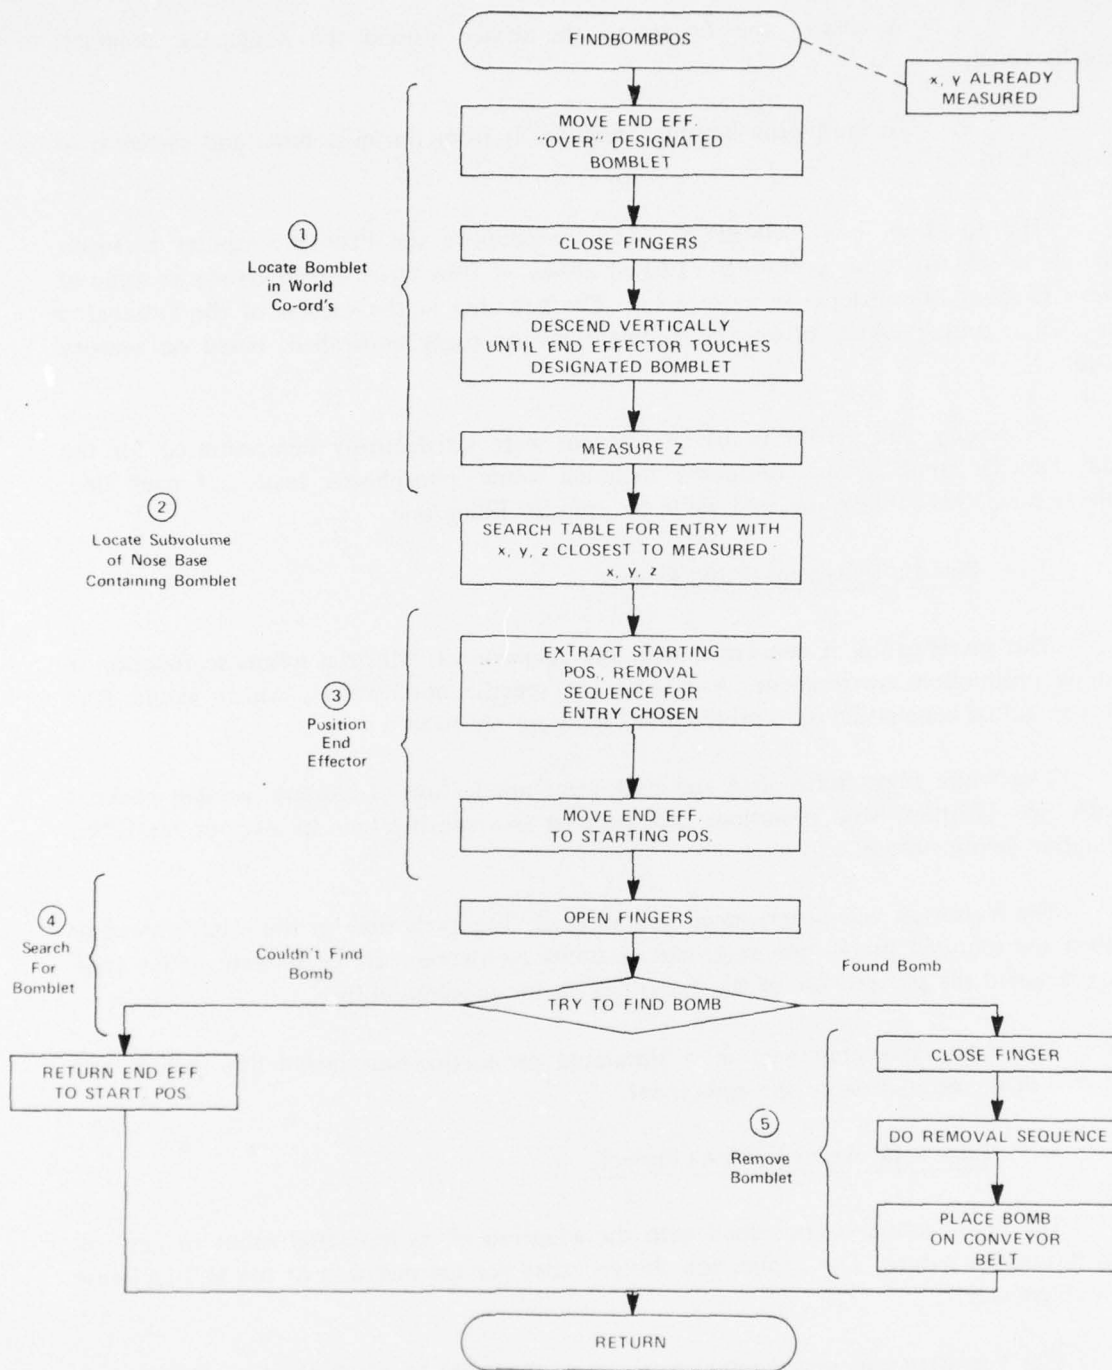 FINDBOMBPOS
x, y ALREADY
MEASURED
MOVE END EFF.
"OVER" DESIGNATED
BOMBLET
1
Locate Bomblet
in World
Co-ord's
CLOSE FINGERS
DESCEND VERTICALLY
UNTIL END EFFECTOR TOUCHES
DESIGNATED BOMBLET
MEASURE Z
2
Locate Subvolume
of Nose Base
Containing Bomblet
SEARCH TABLE FOR ENTRY WITH
x, y, z CLOSEST TO MEASURED
x, y, z
3
Position
End
Effector
EXTRACT STARTING
POS., REMOVAL
SEQUENCE FOR
ENTRY CHOSEN
MOVE END EFF.
TO STARTING POS.
OPEN FINGERS
4
Search
For
Bomblet
Couldn't Find
Bomb
Found Bomb
TRY TO FIND BOMB
RETURN END EFF.
TO START. POS
CLOSE FINGER
5
Remove
Bomblet
DO REMOVAL SEQUENCE
PLACE BOMB
ON CONVEYOR
BELT
RETURN